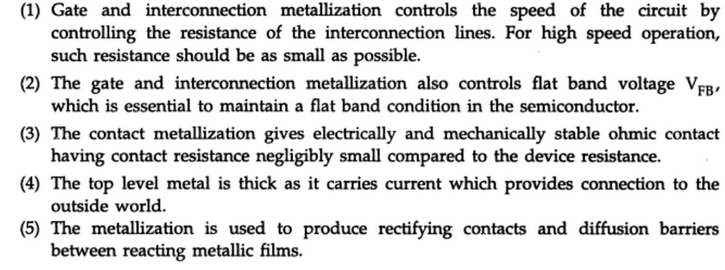 (1) Gate and interconnection metallization controls the speed of the circuit by
controlling the resistance of the interconnection lines. For high speed operation,
such resistance should be as small as possible.
(2) The gate and interconnection metallization also controls flat band voltage VFB,
which is essential to maintain a flat band condition in the semiconductor.
(3) The contact metallization gives electrically and mechanically stable ohmic contact
having contact resistance negligibly small compared to the device resistance.
(4) The top level metal is thick as it carries current which provides connection to the
outside world.
(5) The metallization is used to produce rectifying contacts and diffusion barriers
between reacting metallic films.